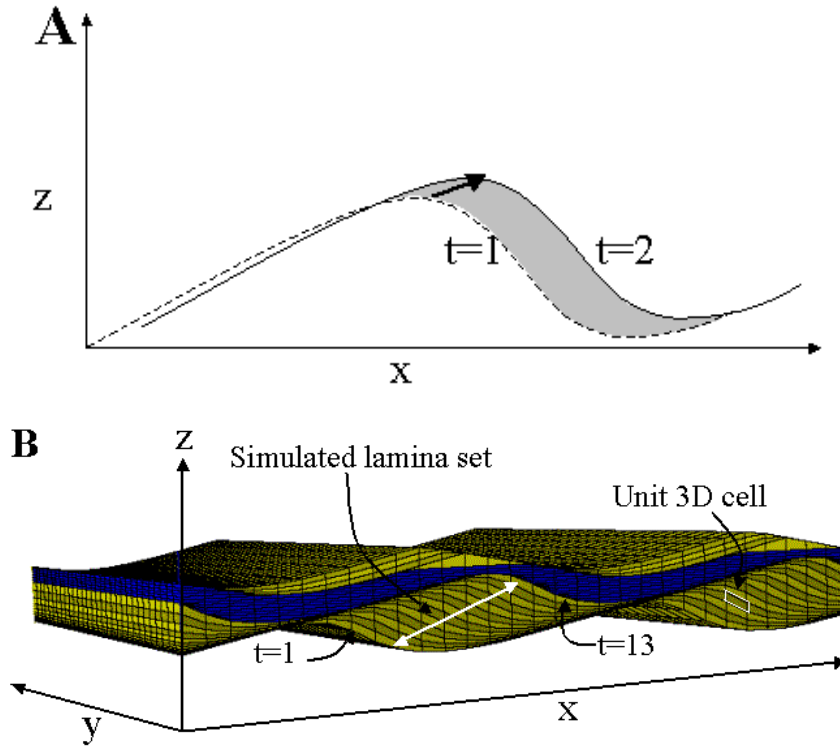 A
z
t=1
t=2
x
B
z
Simulated lamina set
Unit 3D cell
t=1
t=13
y
x